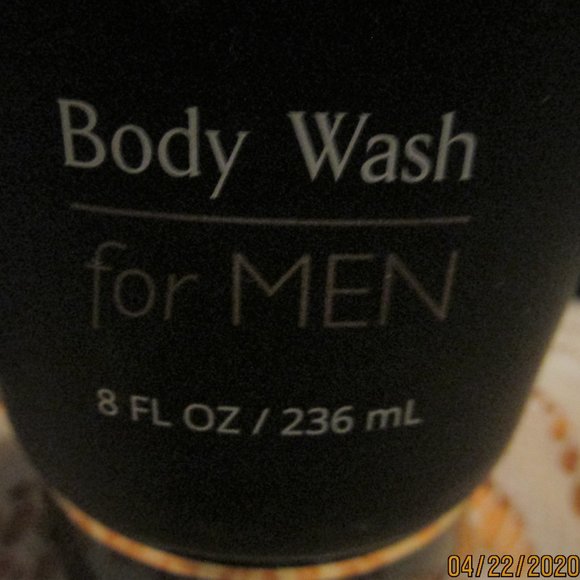 Body Wash
for MEN
8 FL OZ / 236 mL
04/22/2020